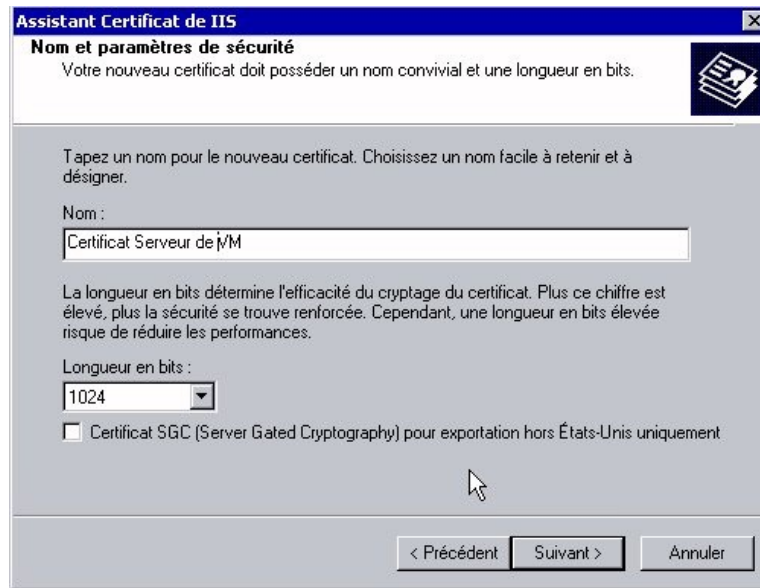 Assistant Certificat de IIS
Nom et paramètres de sécurité
Votre nouveau certificat doit posséder un nom convivial et une longueur en bits.
Tapez un nom pour le nouveau certificat. Choisissez un nom facile à retenir et à
désigner.
Nom :
Certificat Serveur de VM
La longueur en bits détermine l'efficacité du cryptage du certificat. Plus ce chiffre est
élevé, plus la sécurité se trouve renforcée. Cependant, une longueur en bits élevée
risque de réduire les performances.
Longueur en bits :
1024
Certificat SGC (Server Gated Cryptography) pour exportation hors États-Unis uniquement
< Précédent Suivant > Annuler